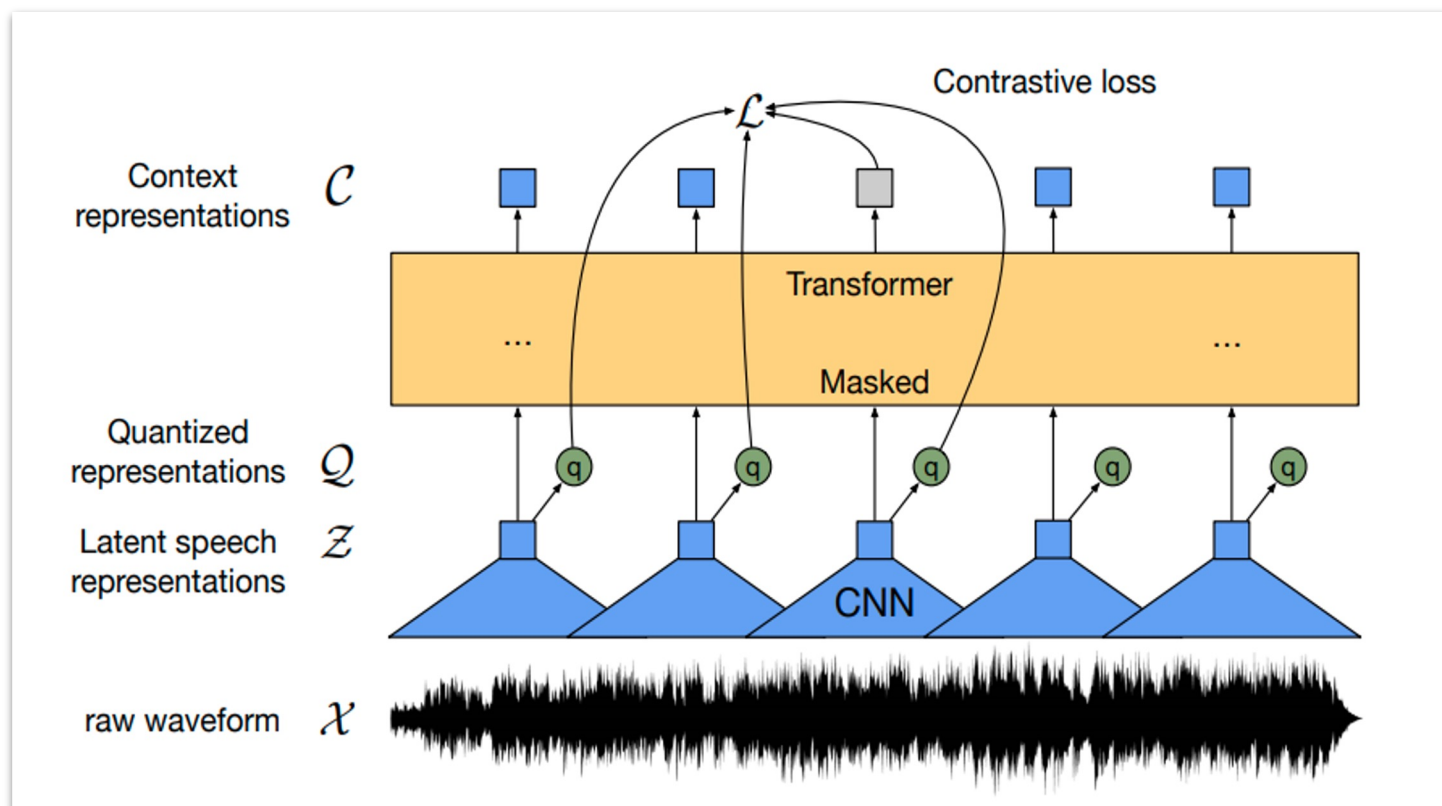 Contrastive loss
ℒ
Context
representations
𝒞
Transformer
...
...
Masked
Quantized
representations
𝒬
q
q
q
q
q
Latent speech
representations
𝒵
CNN
raw waveform
𝒳